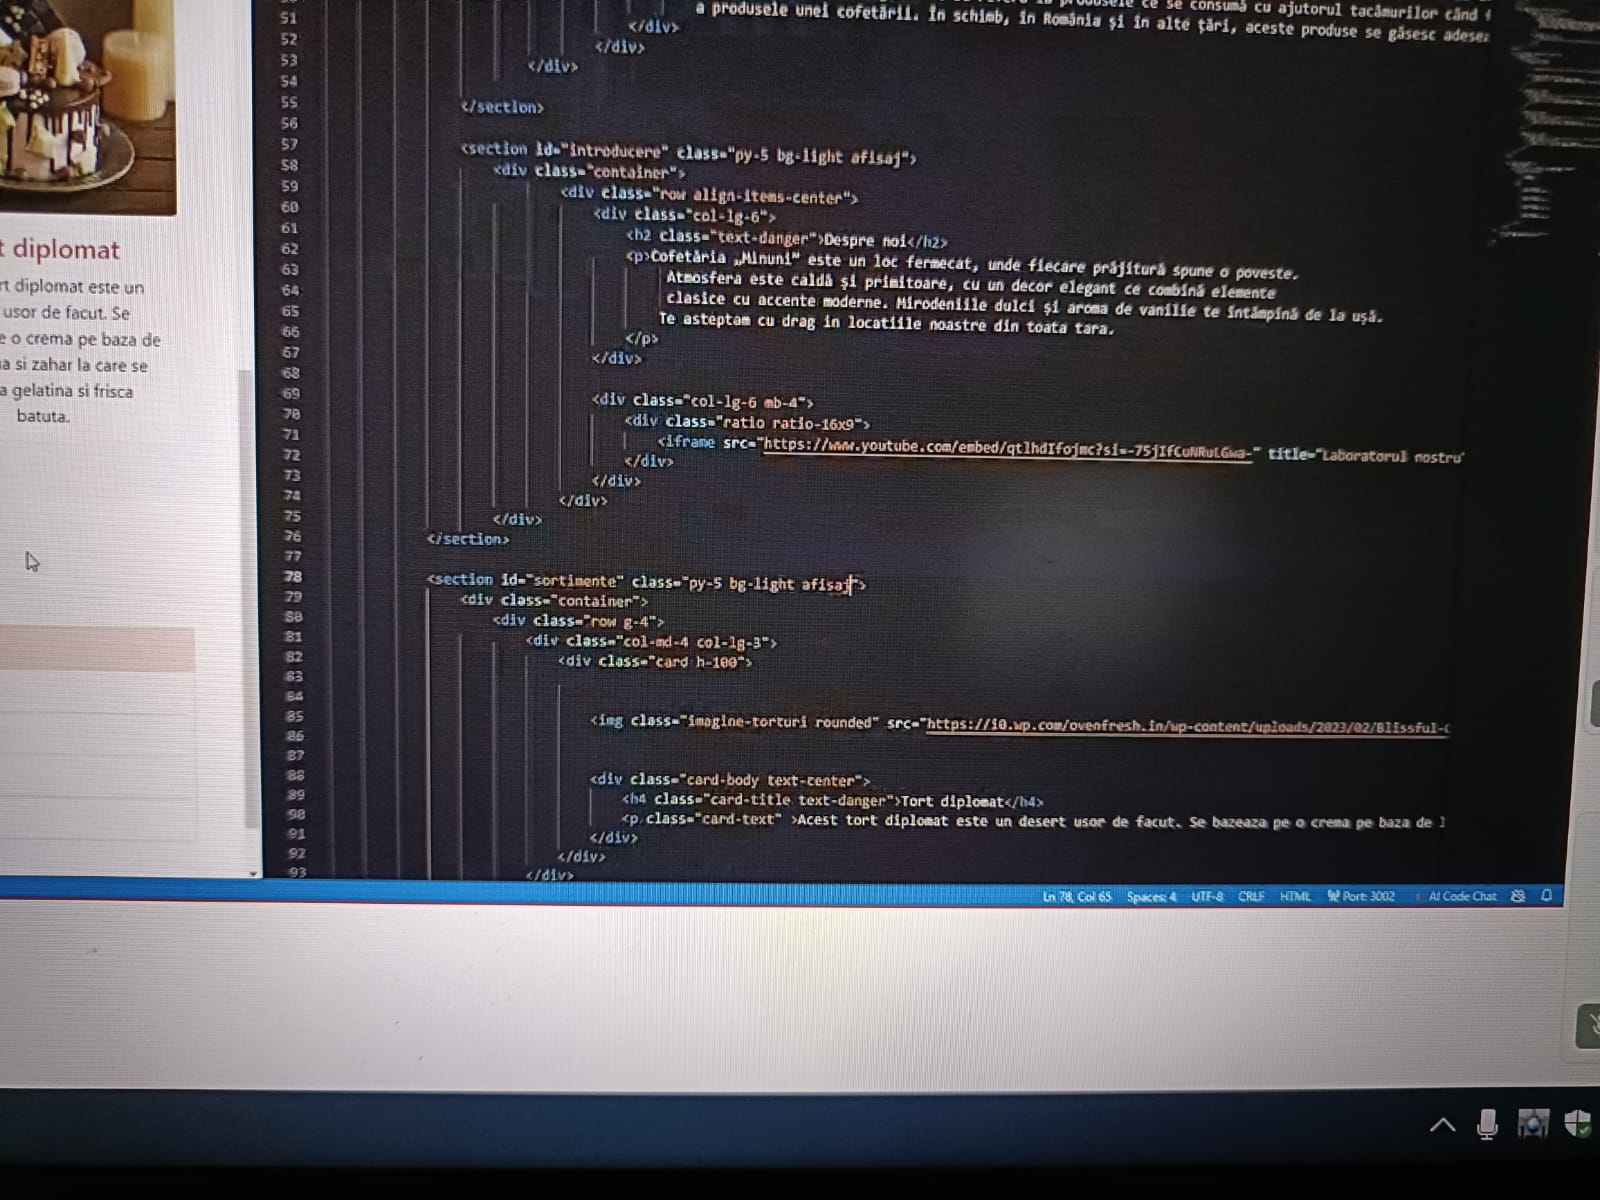 t diplomat
rt diplomat este un
usor de facut. Se
e o crema pe baza de
a si zahar la care se
a gelatina si frisca
batuta.
51
52
53
54
55
56
57
58
59
60
61
62
63
64
65
66
67
68
69
70
71
72
73
74
75
76
77
78
79
80
81
82
83
84
85
86
87
88
89
90
91
92
93
produsele ce se consumă cu ajutorul tacâmurilor când
a produsele unei cofetării. În schimb, în România și în alte țări, aceste produse se găsesc adese
</div>
</div>
</div>
</section>
<section id="introducere" class="py-5 bg-light afisaj">
<div class="container">
<div class="row align-items-center">
<div class="col-lg-6">
<h2 class="text-danger">Despre noi</h2>
<p>Cofetăria „Minuni” este un loc fermecat, unde fiecare prăjitură spune o poveste.
Atmosfera este caldă și primitoare, cu un decor elegant ce combină elemente
clasice cu accente moderne. Mirodeniile dulci și aroma de vanilie te întâmpină de la ușă.
Te asteptam cu drag in locatiile noastre din toata tara.
</p>
</div>
<div class="col-lg-6 mb-4">
<div class="ratio ratio-16x9">
<iframe src="https://www.youtube.com/embed/qtlhdIfojmc?si=-75jIfCuNRuLGwa-" title="Laboratorul nostru"
</div>
</div>
</div>
</div>
</section>
<section id="sortimente" class="py-5 bg-light afisaj">
<div class="container">
<div class="row g-4">
<div class="col-md-4 col-lg-3">
<div class="card h-100">
<img class="imagine-torturi rounded" src="https://i0.wp.com/ovenfresh.in/wp-content/uploads/2023/02/Blissful-
<div class="card-body text-center">
<h4 class="card-title text-danger">Tort diplomat</h4>
<p class="card-text" >Acest tort diplomat este un desert usor de facut. Se bazeaza pe o crema pe baza de l
</div>
</div>
</div>
Ln 78, Col 65 Spaces: 4 UTF-8 CRLF HTML Port: 3002 AI Code Chat